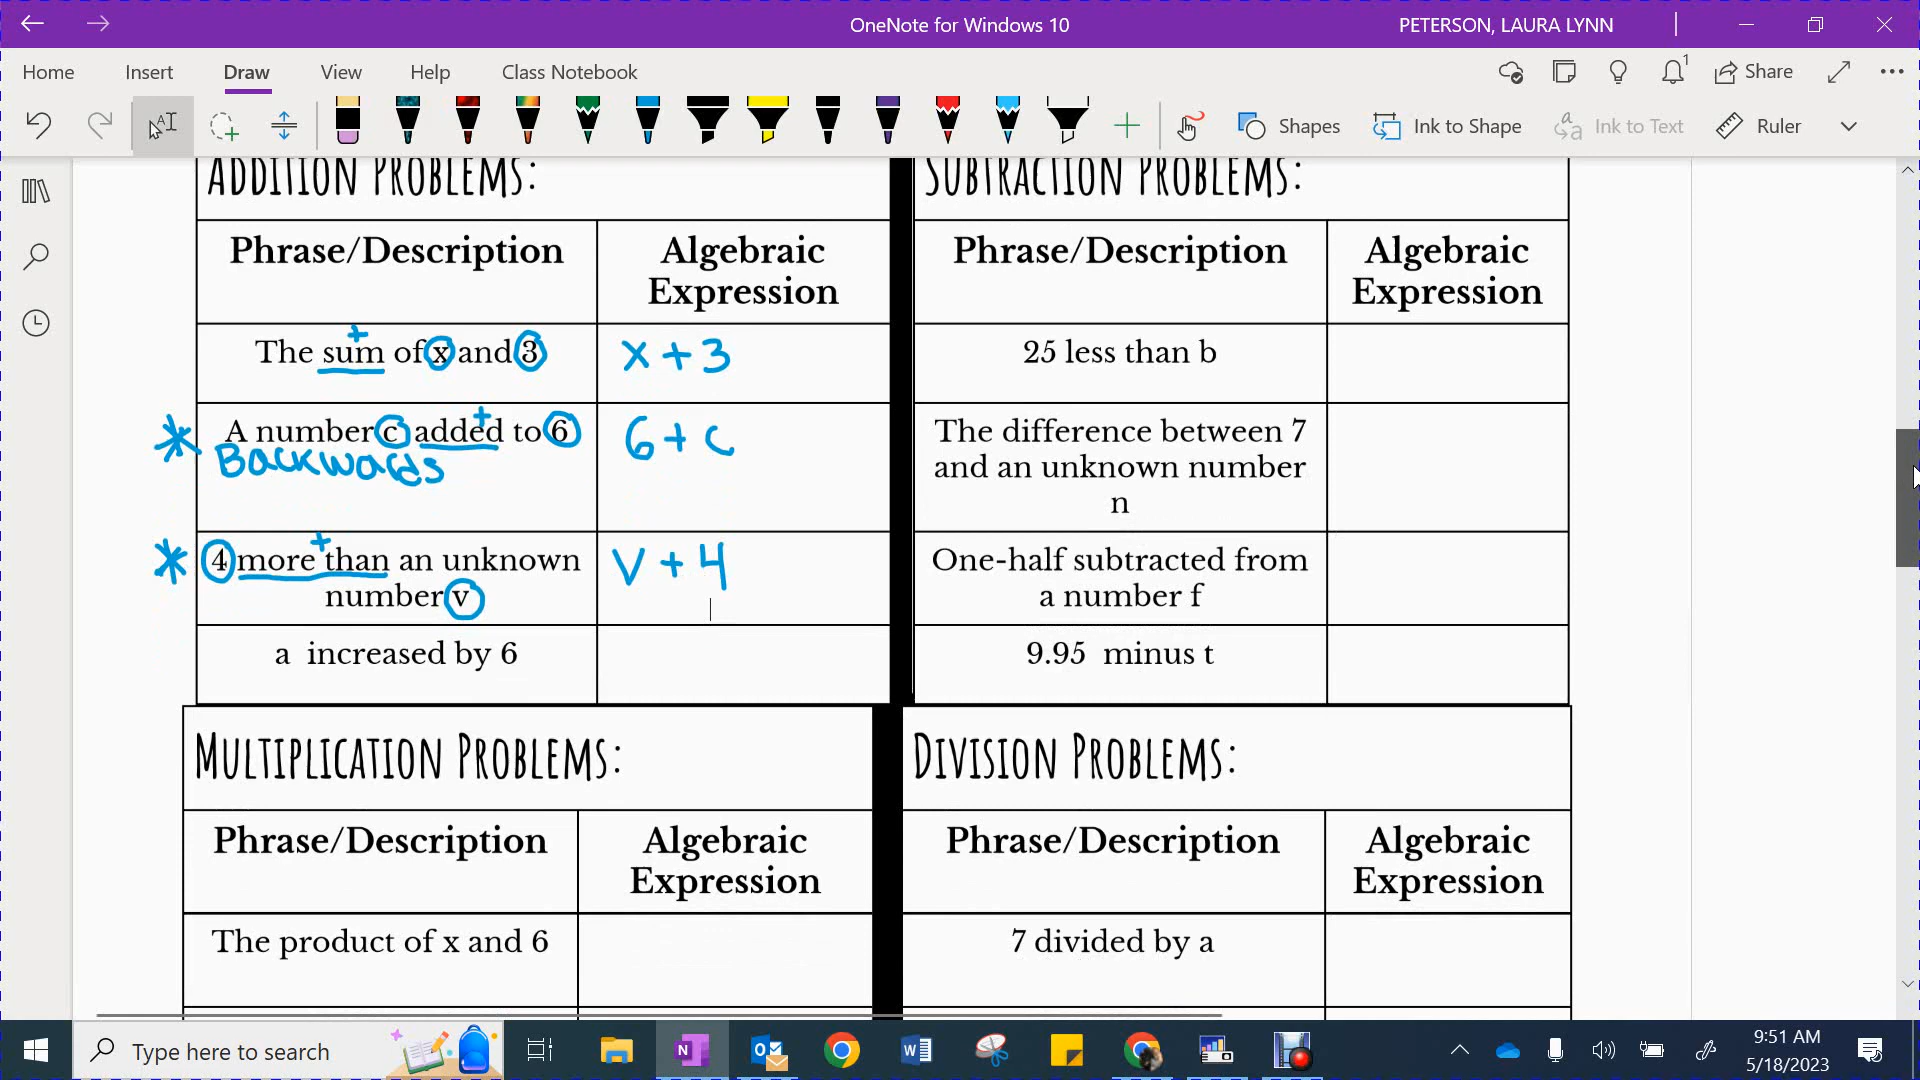 OneNote for Windows 10
PETERSON, LAURA LYNN
Home Insert Draw View Help Class Notebook
1
Share
Shapes Ink to Shape Ink to Text Ruler
ADDITION PROBLEMS:
Phrase/Description
Algebraic
Expression
+
The sum of x and 3
x + 3
+
* A number c added to 6
6 + c
Backwards
+
* 4 more than an unknown
number v
v + 4
a increased by 6
SUBTRACTION PROBLEMS:
Phrase/Description
Algebraic
Expression
25 less than b
The difference between 7
and an unknown number
n
One-half subtracted from
a number f
9.95 minus t
MULTIPLICATION PROBLEMS:
Phrase/Description
Algebraic
Expression
The product of x and 6
DIVISION PROBLEMS:
Phrase/Description
Algebraic
Expression
7 divided by a
Type here to search
9:51 AM
5/18/2023